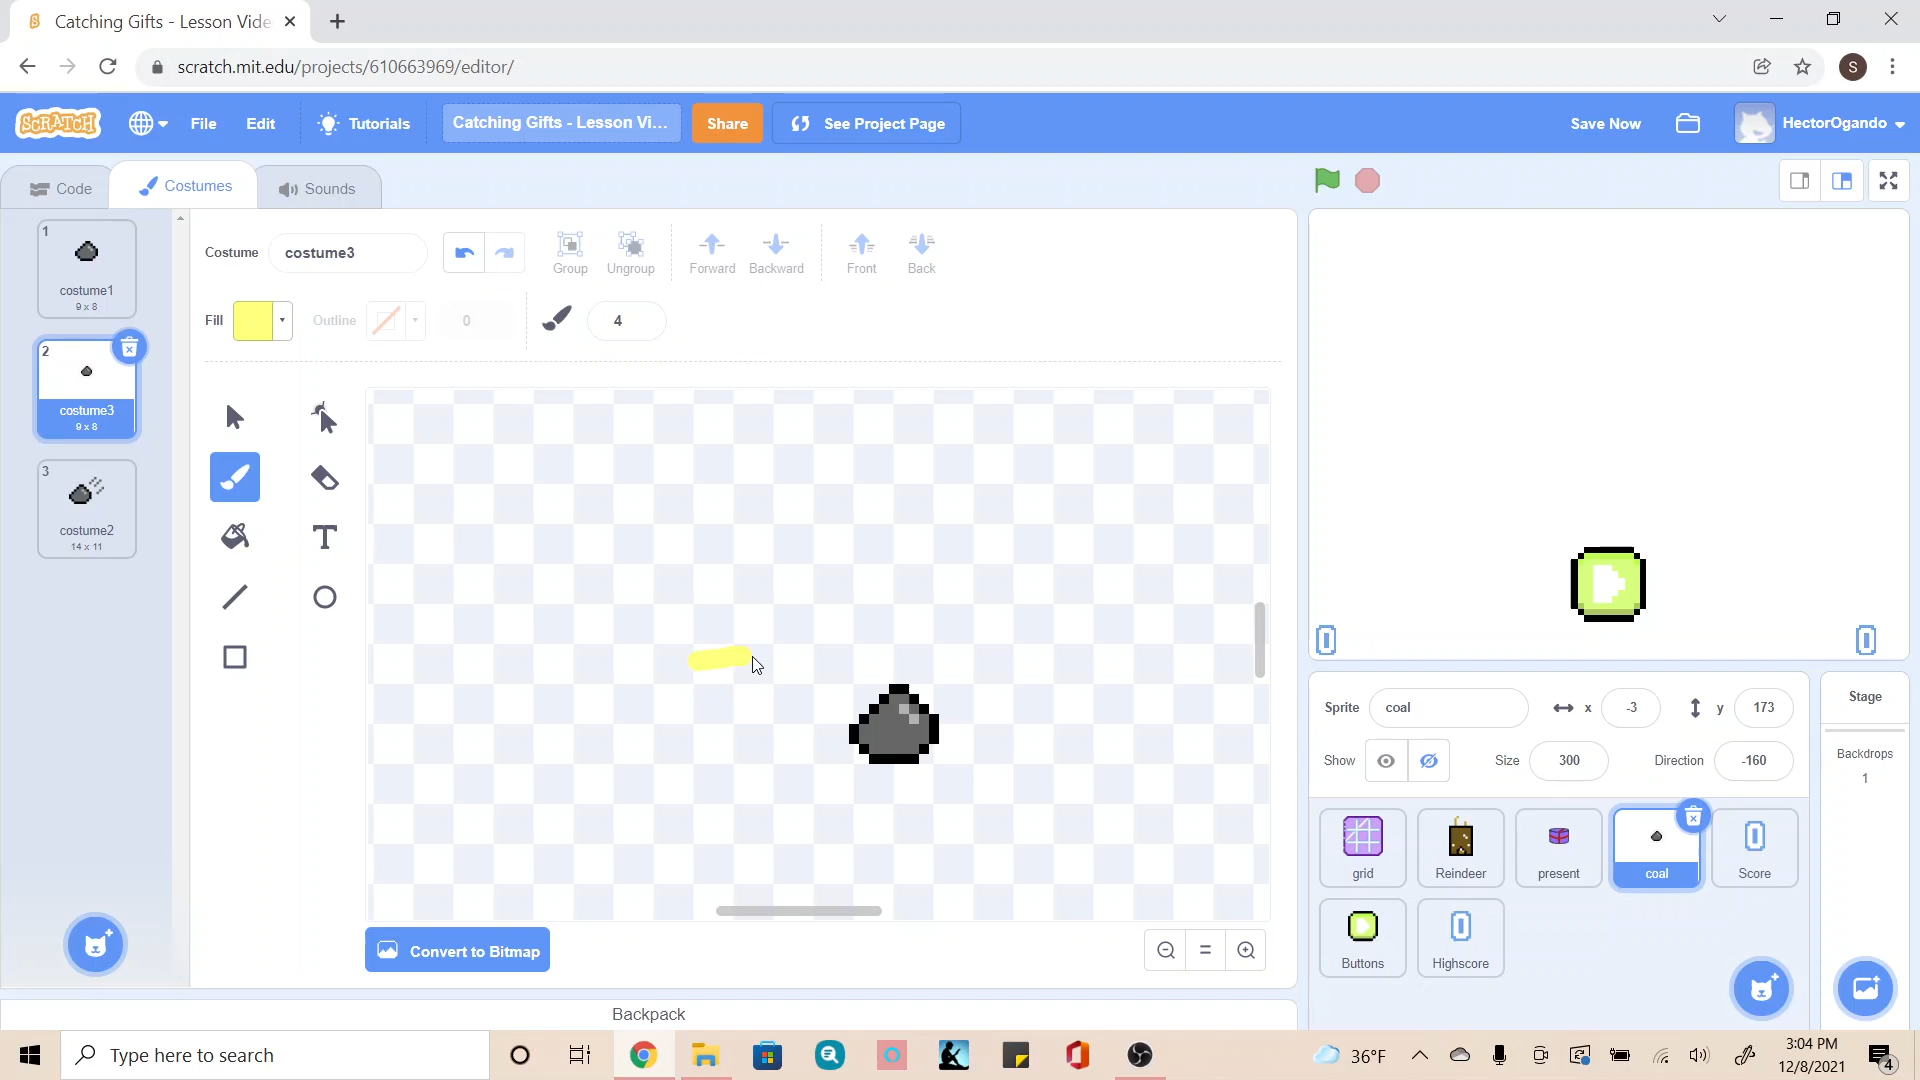 Catching Gifts - Lesson Vide
scratch.mit.edu/projects/610663969/editor/
S
SCRATCH
File
Edit
Tutorials
Catching Gifts - Lesson Vi...
Share
See Project Page
Save Now
HectorOgando
Code
Costumes
Sounds
1
costume1
9 x 8
2
costume3
9 x 8
3
costume2
14 x 11
Costume
costume3
Group
Ungroup
Forward
Backward
Front
Back
Fill
Outline
0
4
T
Convert to Bitmap
Backpack
Sprite
coal
x
-3
y
173
Show
Size
300
Direction
-160
Stage
Backdrops
1
grid
Reindeer
present
coal
Score
Buttons
Highscore
Type here to search
36°F
3:04 PM
12/8/2021
4